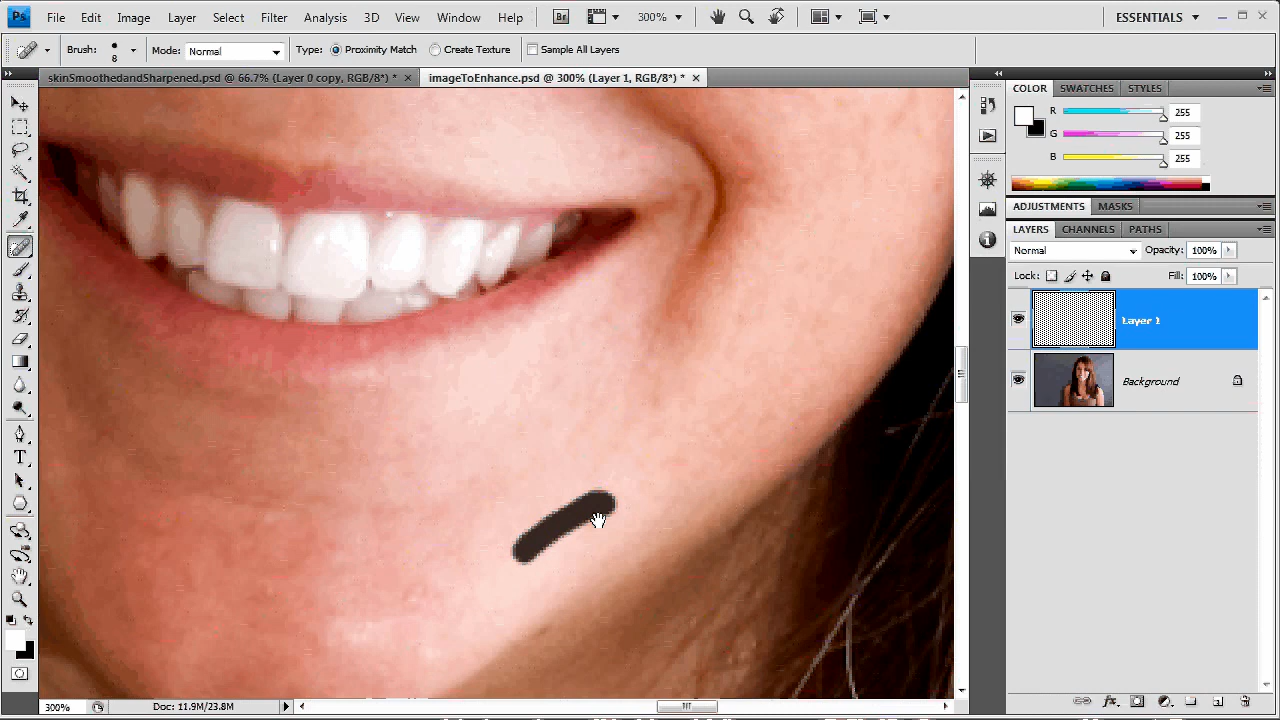 Ps File Edit Image Layer Select Filter Analysis 3D View Window Help Br 300% ESSENTIALS
Brush: 8 Mode: Normal Type: Proximity Match Create Texture Sample All Layers
skinSmoothedandSharpened.psd @ 66.7% (Layer 0 copy, RGB/8*) * imageToEnhance.psd @ 300% (Layer 1, RGB/8*) *
COLOR SWATCHES STYLES
R 255
G 255
B 255
ADJUSTMENTS MASKS
LAYERS CHANNELS PATHS
Normal Opacity: 100%
Lock: Fill: 100%
Layer 1
Background
T
300% Doc: 11.9M/23.8M